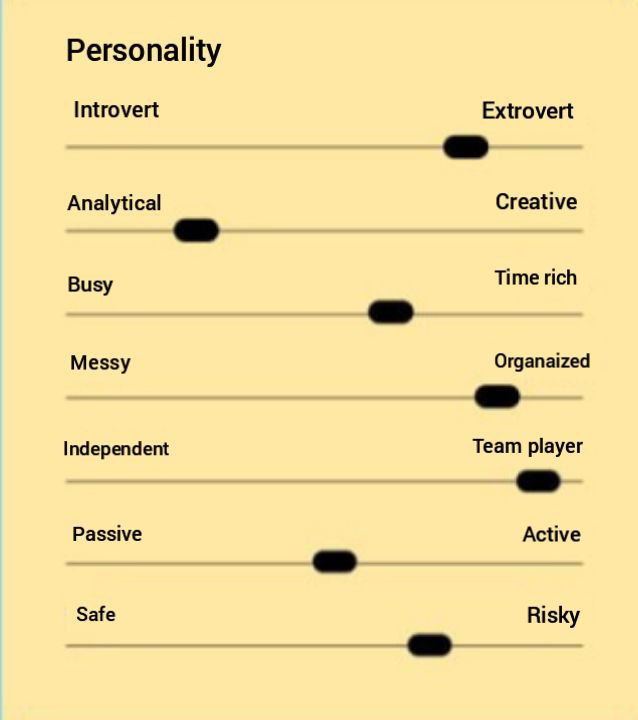 Personality
Introvert Extrovert
Analytical Creative
Busy Time rich
Messy Organaized
Independent Team player
Passive Active
Safe Risky